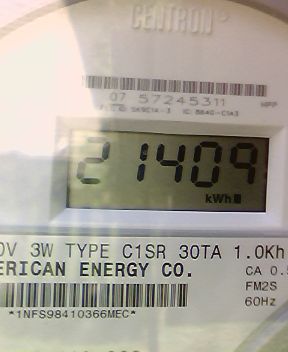 CENTRON®
07 57245311 NPP
kWh
21409
0V 3W TYPE C1SR 30TA 1.0Kh
ERICAN ENERGY CO.
CA 0.5
FM2S
60Hz
*1NFS98410366MEC*